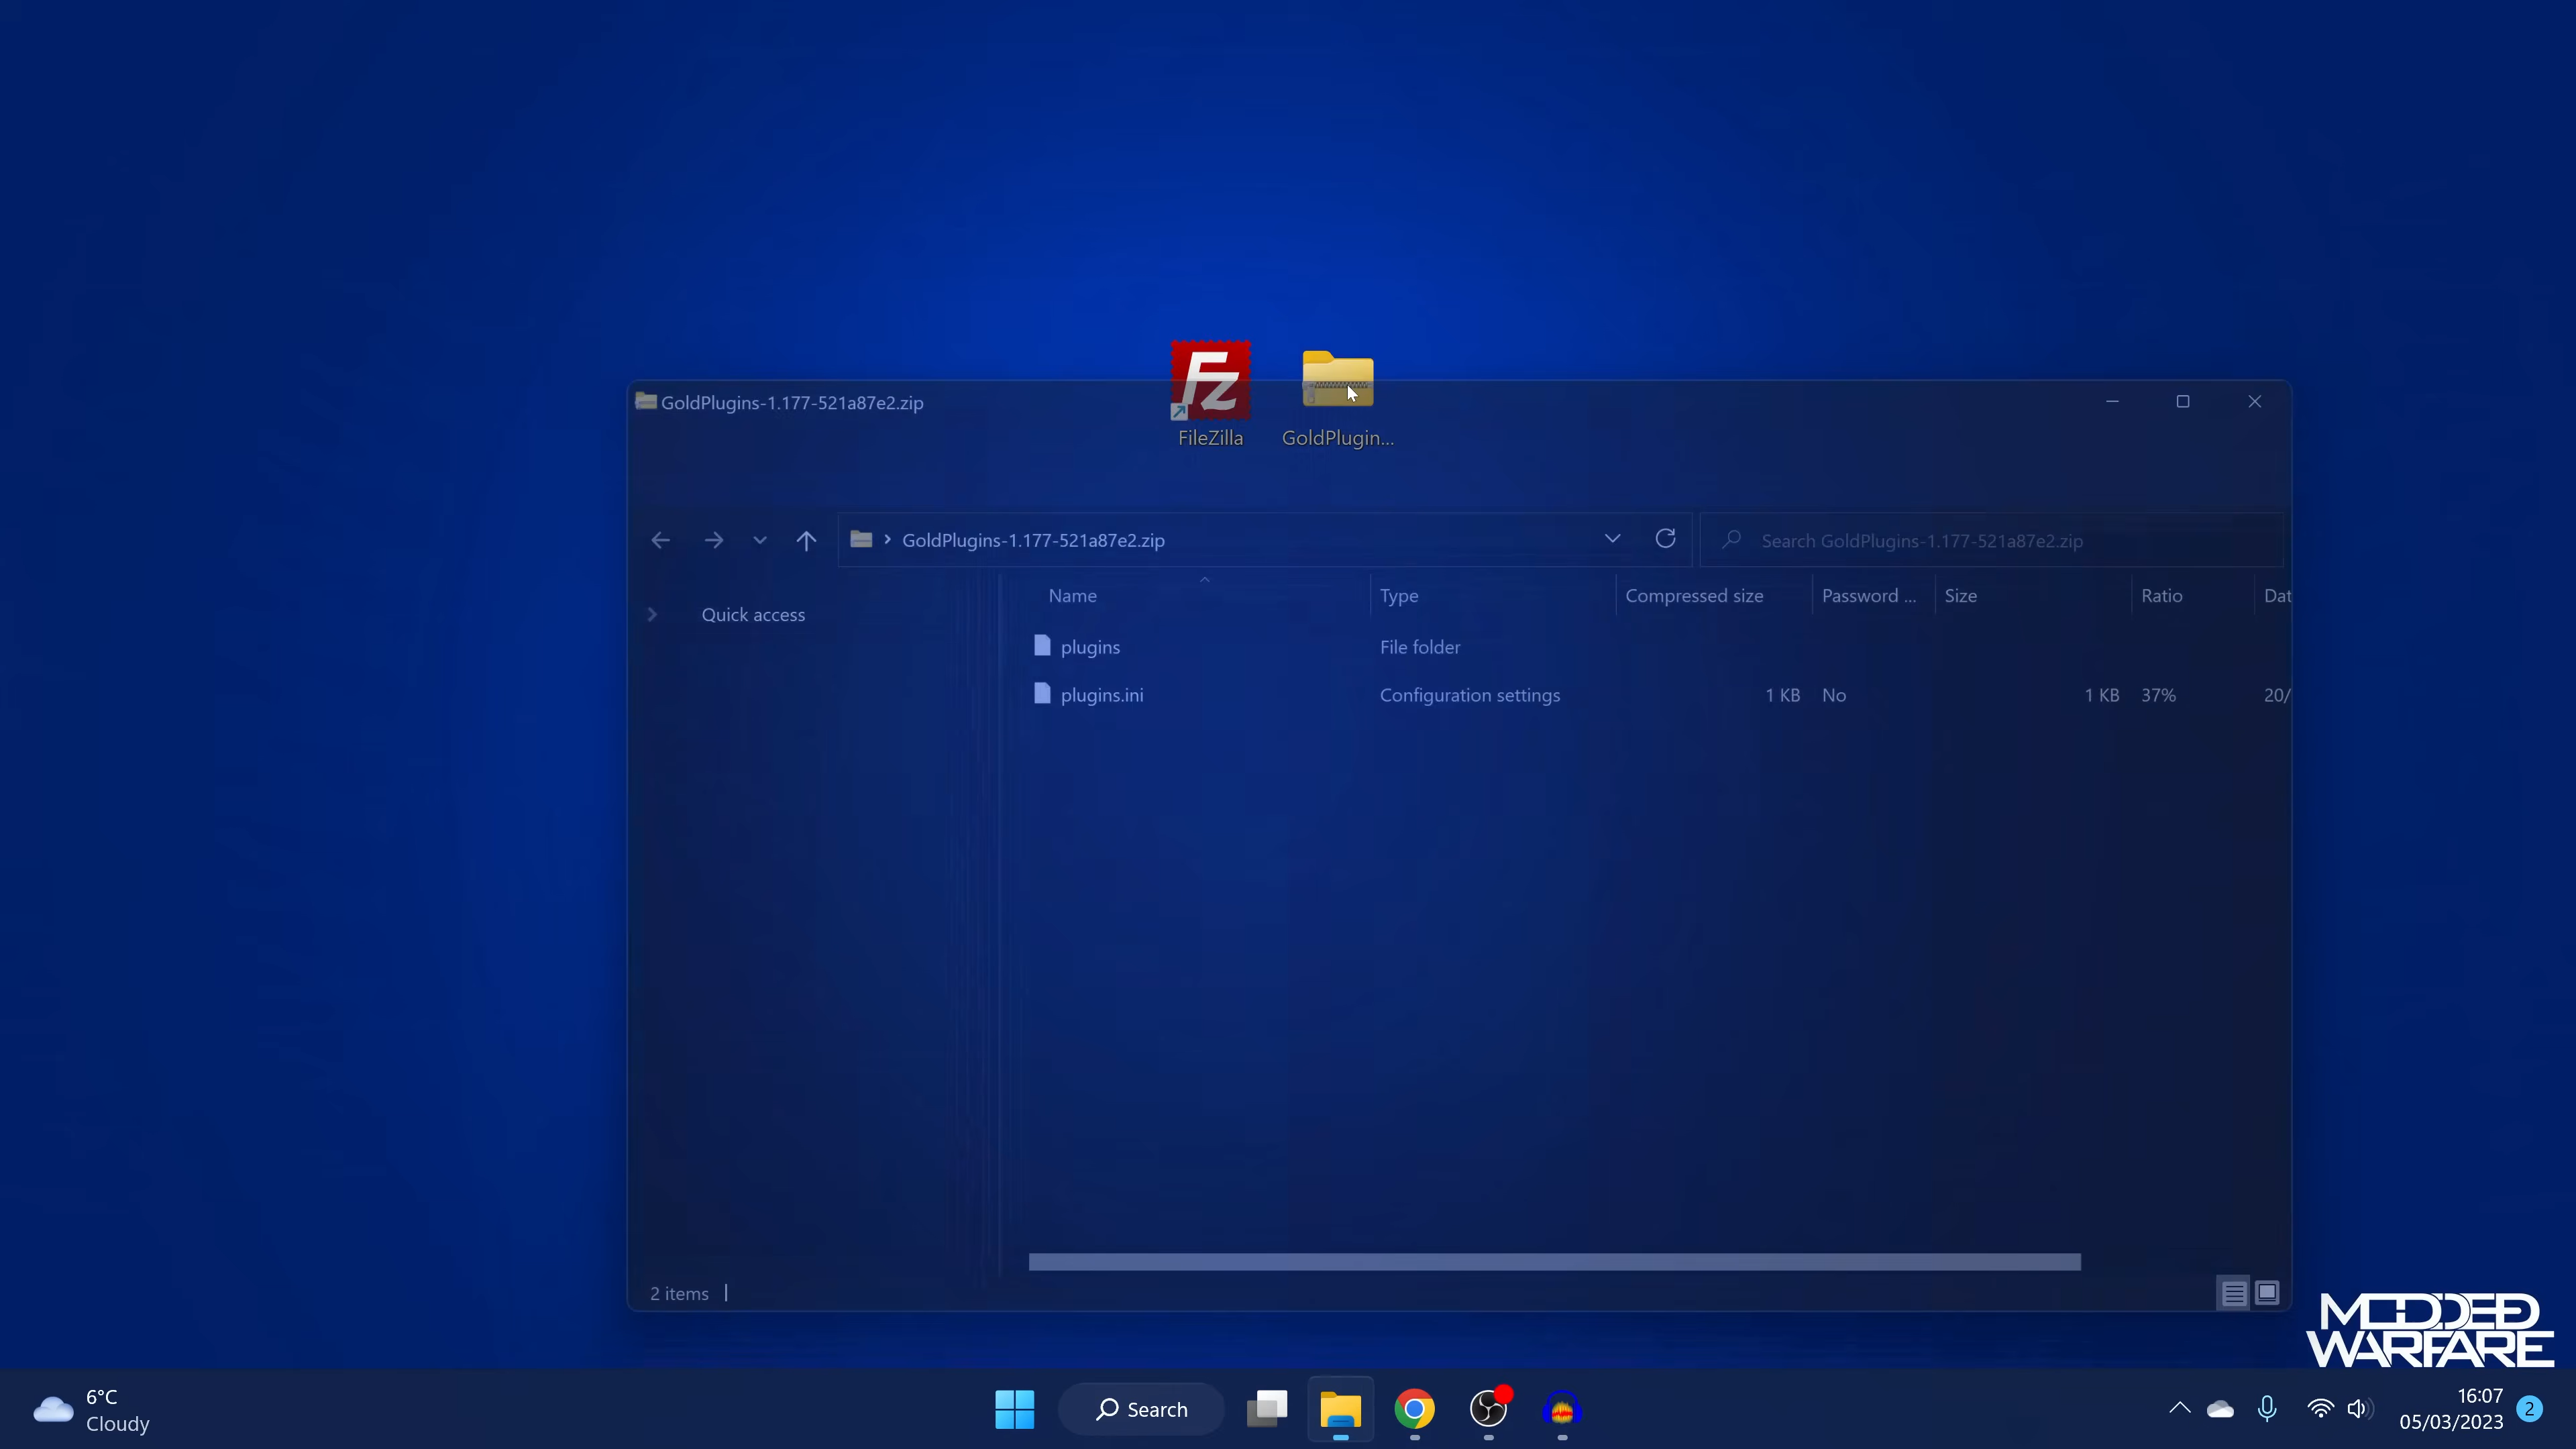 FileZilla
GoldPlugin...
GoldPlugins-1.177-521a87e2.zip
GoldPlugins-1.177-521a87e2.zip
Search GoldPlugins-1.177-521a87e2.zip
Quick access
Name Type Compressed size Password ... Size Ratio Dat
plugins File folder
plugins.ini Configuration settings 1 KB No 1 KB 37% 20/
2 items
MODDED
WARFARE
6°C
Cloudy
Search
16:07
05/03/2023
2